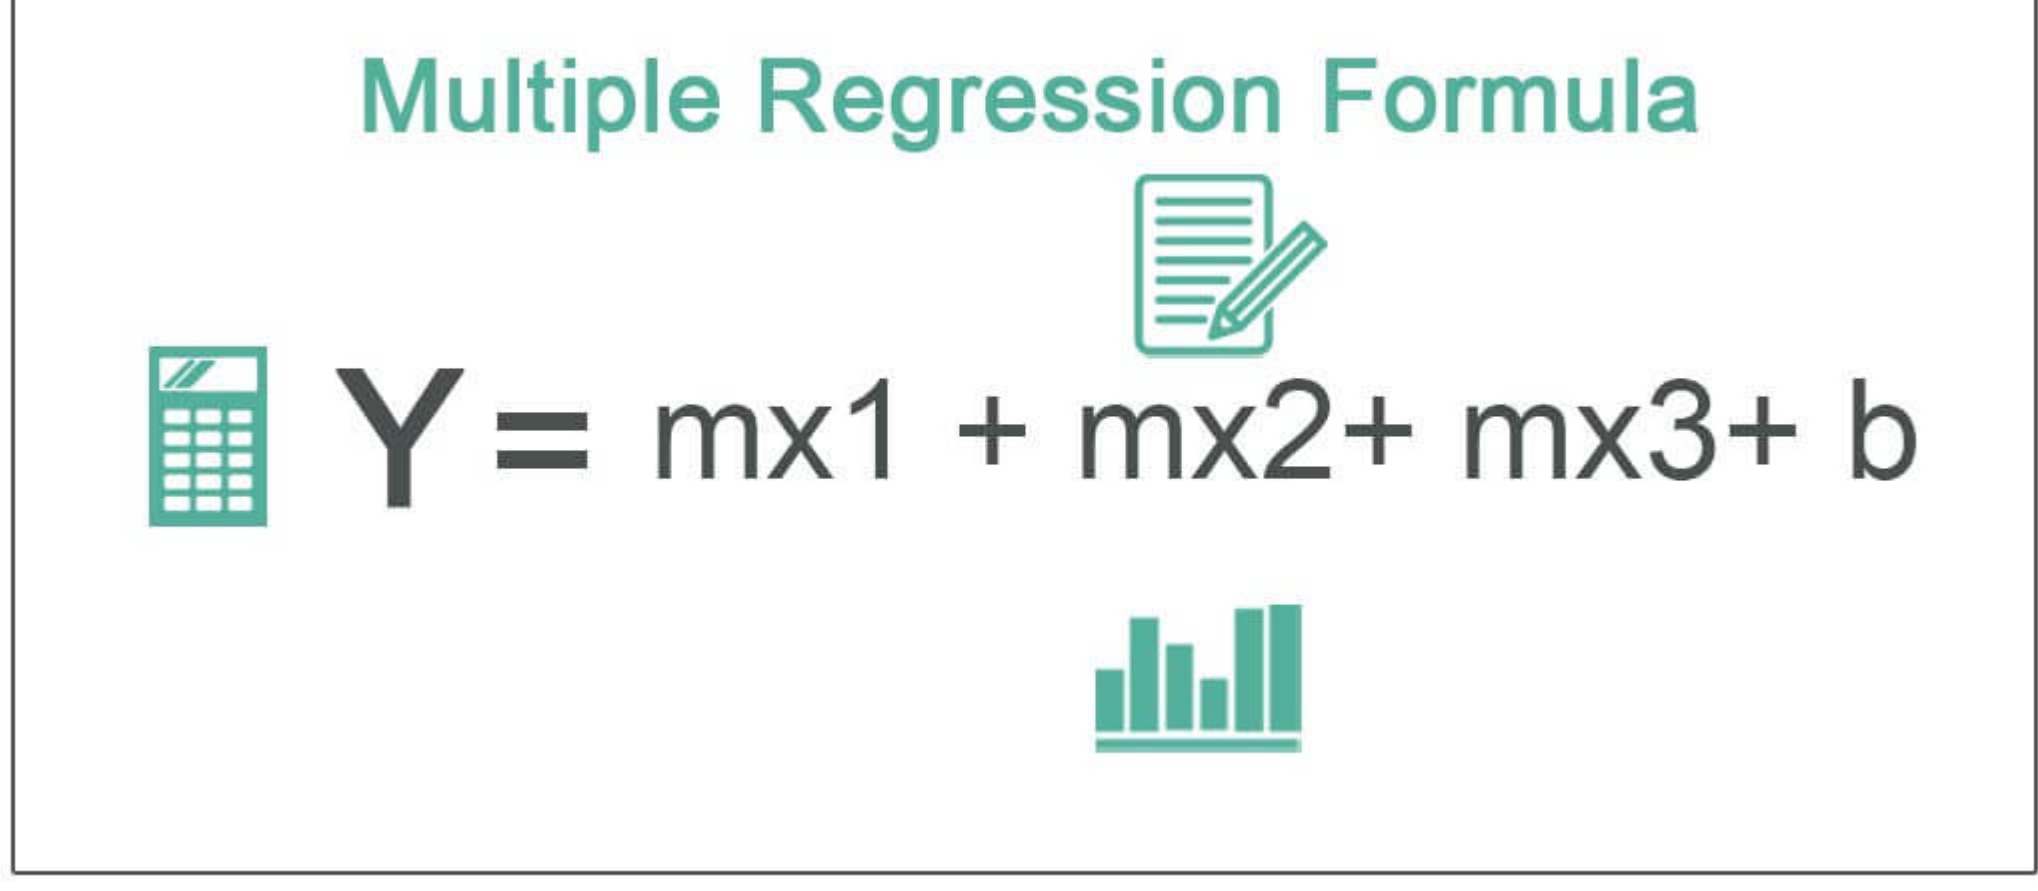 Multiple Regression Formula
Y = mx1 + mx2+ mx3+ b